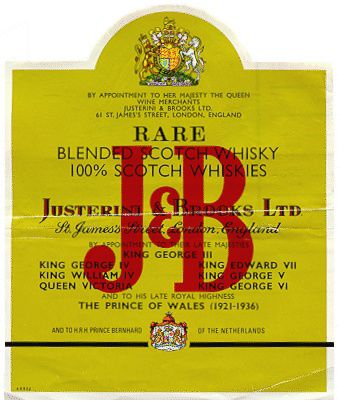 BY APPOINTMENT TO HER MAJESTY THE QUEEN
WINE MERCHANTS
JUSTERINI & BROOKS LTD.
61 ST. JAMES'S STREET, LONDON, ENGLAND
RARE
BLENDED SCOTCH WHISKY
100% SCOTCH WHISKIES
J&B
JUSTERINI & BROOKS LTD
St. James's Street, London, England
BY APPOINTMENT TO THEIR LATE MAJESTIES
KING GEORGE III
KING GEORGE IV KING EDWARD VII
KING WILLIAM IV KING GEORGE V
QUEEN VICTORIA KING GEORGE VI
AND TO HIS LATE ROYAL HIGHNESS
THE PRINCE OF WALES (1921-1936)
AND TO H.R.H PRINCE BERNHARD OF THE NETHERLANDS